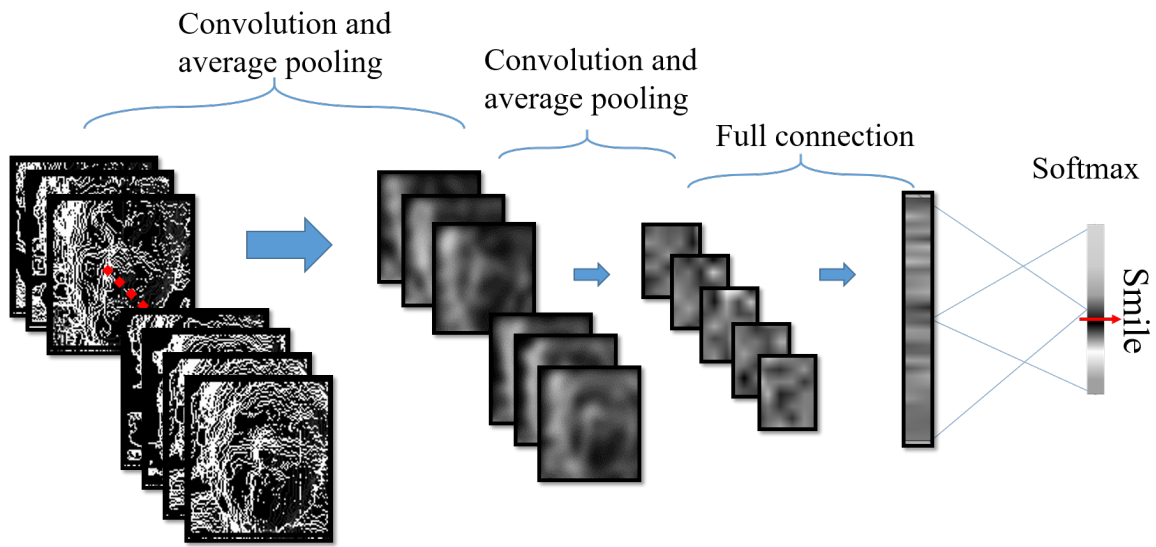 Convolution and
average pooling
Convolution and
average pooling
Full connection
Softmax
Smile